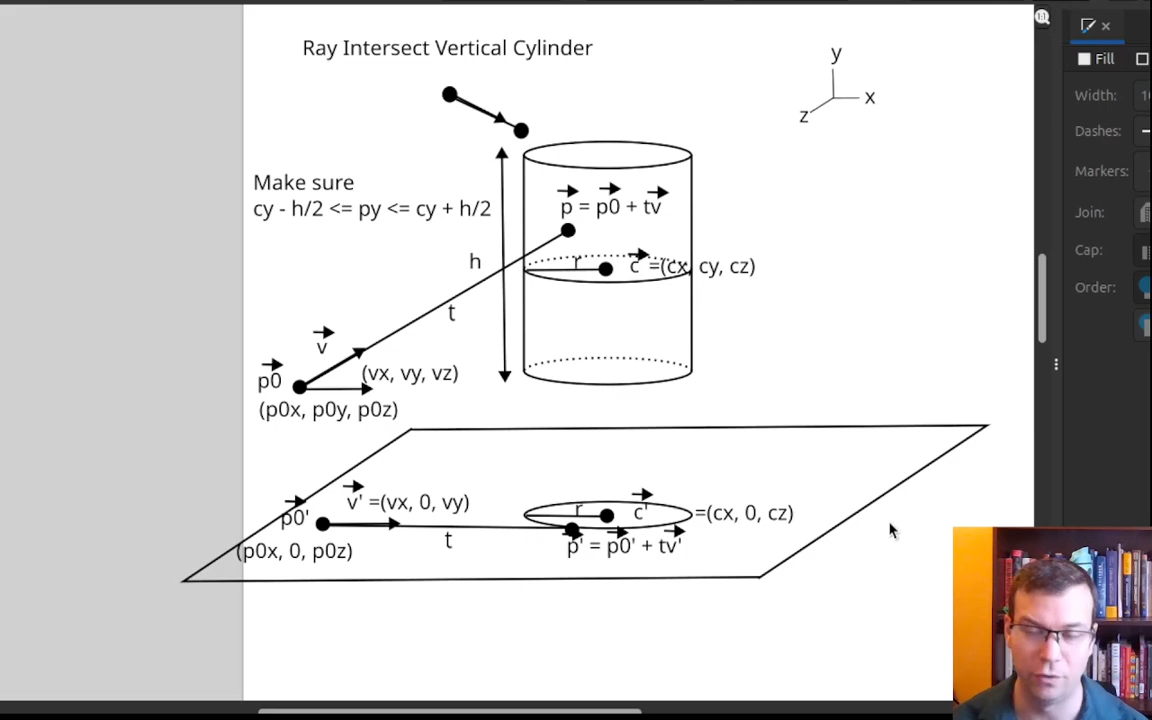 Ray Intersect Vertical Cylinder
y
x
z
Make sure
cy - h/2 <= py <= cy + h/2
p = p0 + tv
h
r
c =(cx, cy, cz)
t
v
p0
(vx, vy, vz)
(p0x, p0y, p0z)
v' =(vx, 0, vy)
p0'
r
c'
=(cx, 0, cz)
(p0x, 0, p0z)
t
p' = p0' + tv'
Fill
Width:
Dashes:
Markers:
Join:
Cap:
Order: